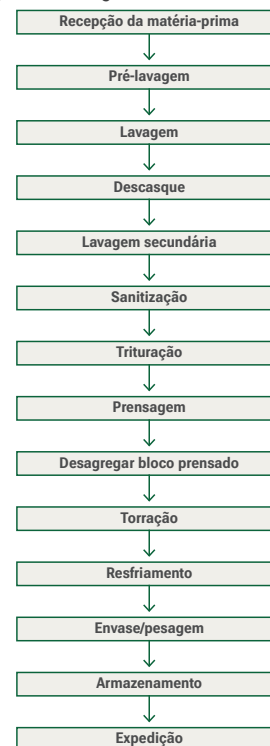 Recepção da matéria-prima
Pré-lavagem
Lavagem
Descasque
Lavagem secundária
Sanitização
Trituração
Prensagem
Desagregar bloco prensado
Torração
Resfriamento
Envase/pesagem
Armazenamento
Expedição